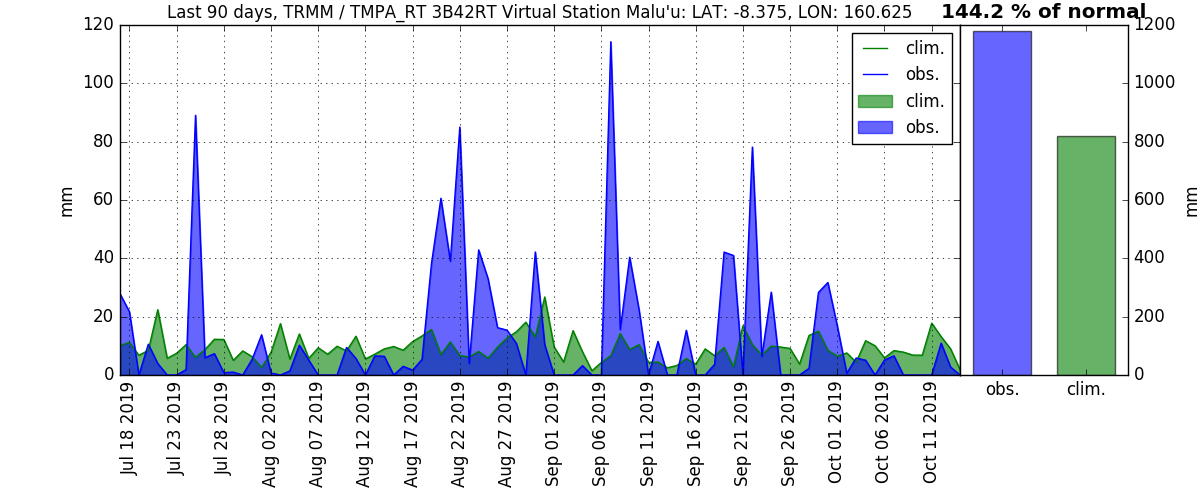 Last 90 days, TRMM / TMPA_RT 3B42RT Virtual Station Malu'u: LAT: -8.375, LON: 160.625
144.2 % of normal
120
100
80
60
40
20
0
mm
clim.
obs.
clim.
obs.
Jul 18 2019
Jul 23 2019
Jul 28 2019
Aug 02 2019
Aug 07 2019
Aug 12 2019
Aug 17 2019
Aug 22 2019
Aug 27 2019
Sep 01 2019
Sep 06 2019
Sep 11 2019
Sep 16 2019
Sep 21 2019
Sep 26 2019
Oct 01 2019
Oct 06 2019
Oct 11 2019
1200
1000
800
600
400
200
0
mm
obs.
clim.